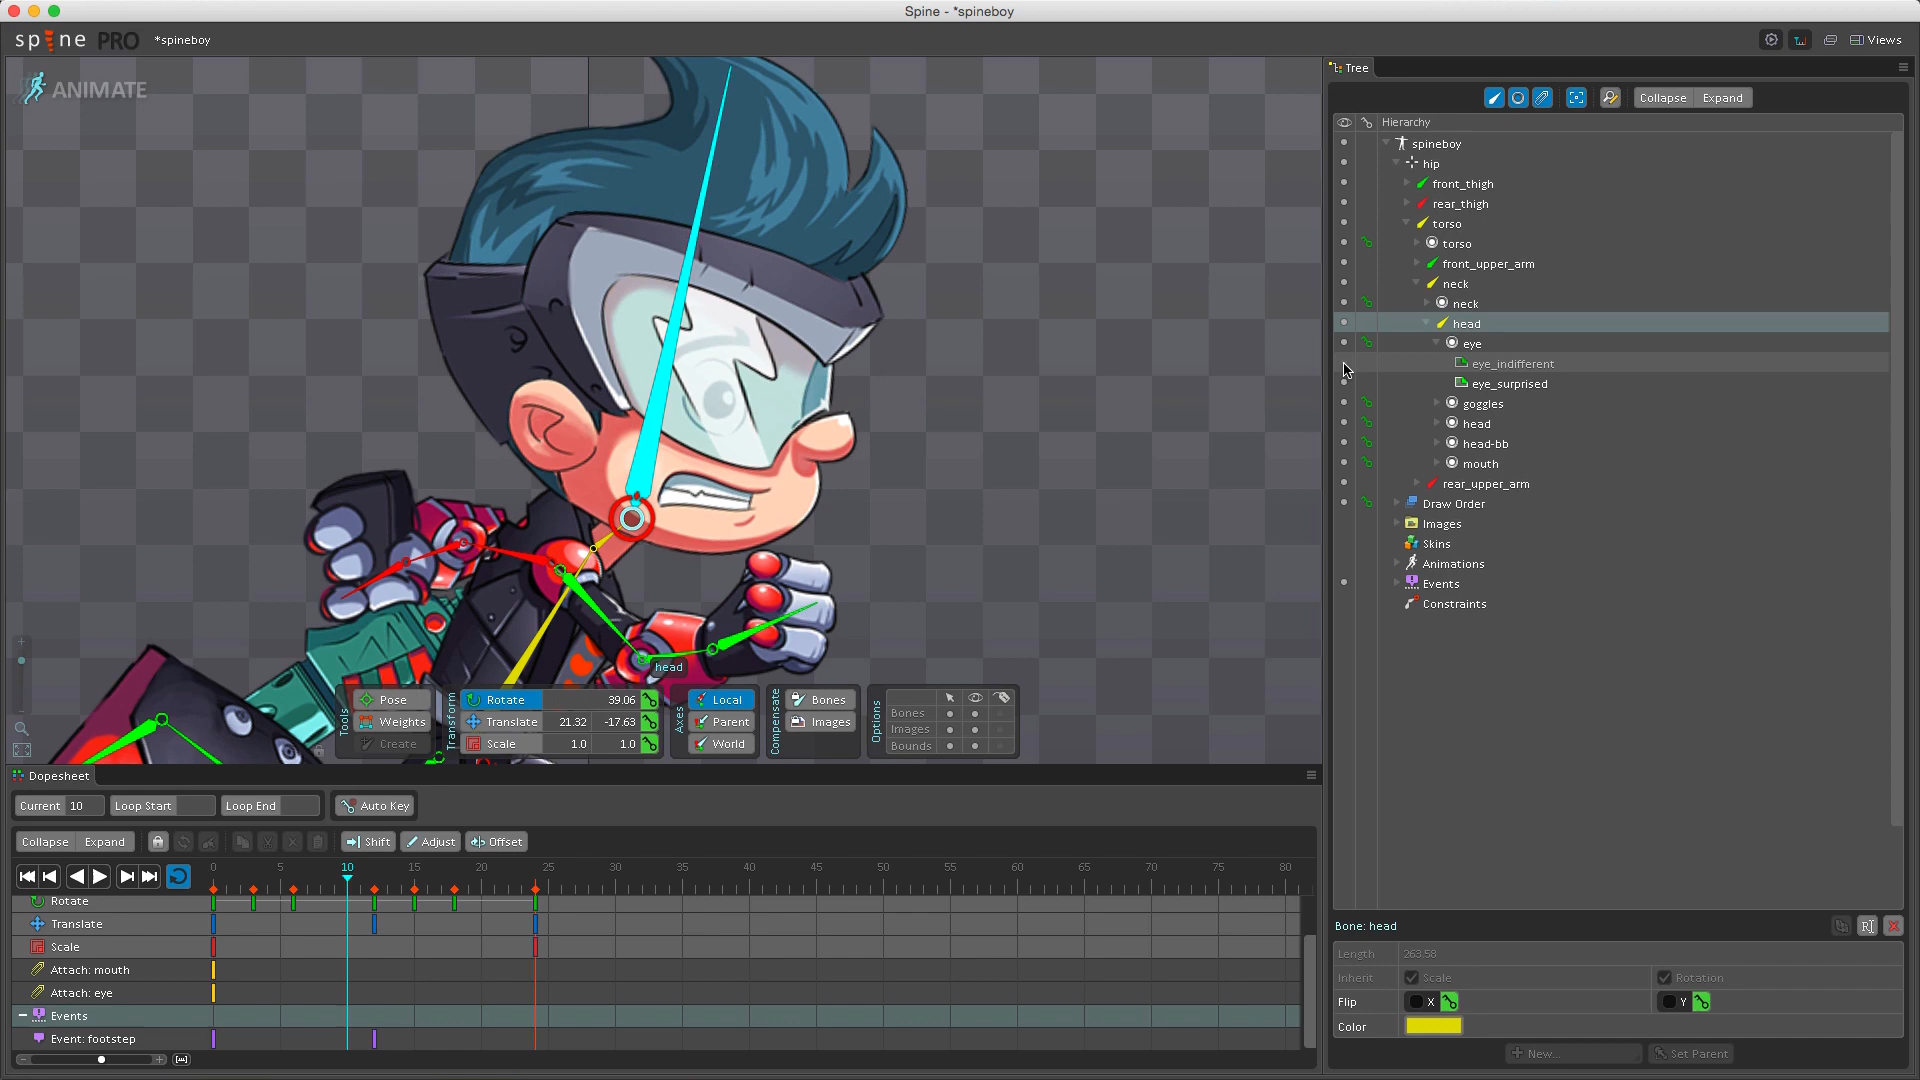 Spine - *spineboy
spine PRO *spineboy Views
ANIMATE
Tree
Collapse Expand
Hierarchy
spineboy
hip
front_thigh
rear_thigh
torso
torso
front_upper_arm
neck
neck
head
eye
eye_indifferent
eye_surprised
goggles
head
head-bb
mouth
rear_upper_arm
Draw Order
Images
Skins
Animations
Events
Constraints
head
Tools
Pose
Weights
Create
Transform
Rotate 39.06
Translate 21.32 -17.63
Scale 1.0 1.0
Axes
Local
Parent
World
Compensate
Bones
Images
Options
Bones
Images
Bounds
Dopesheet
Current 10 Loop Start Loop End Auto Key
Collapse Expand Shift Adjust Offset
0 5 10 15 20 25 30 35 40 45 50 55 60 65 70 75 80
Rotate
Translate
Scale
Attach: mouth
Attach: eye
Events
Event: footstep
Bone: head
Length 263.58
Inherit Scale Rotation
Flip X Y
Color
New... Set Parent